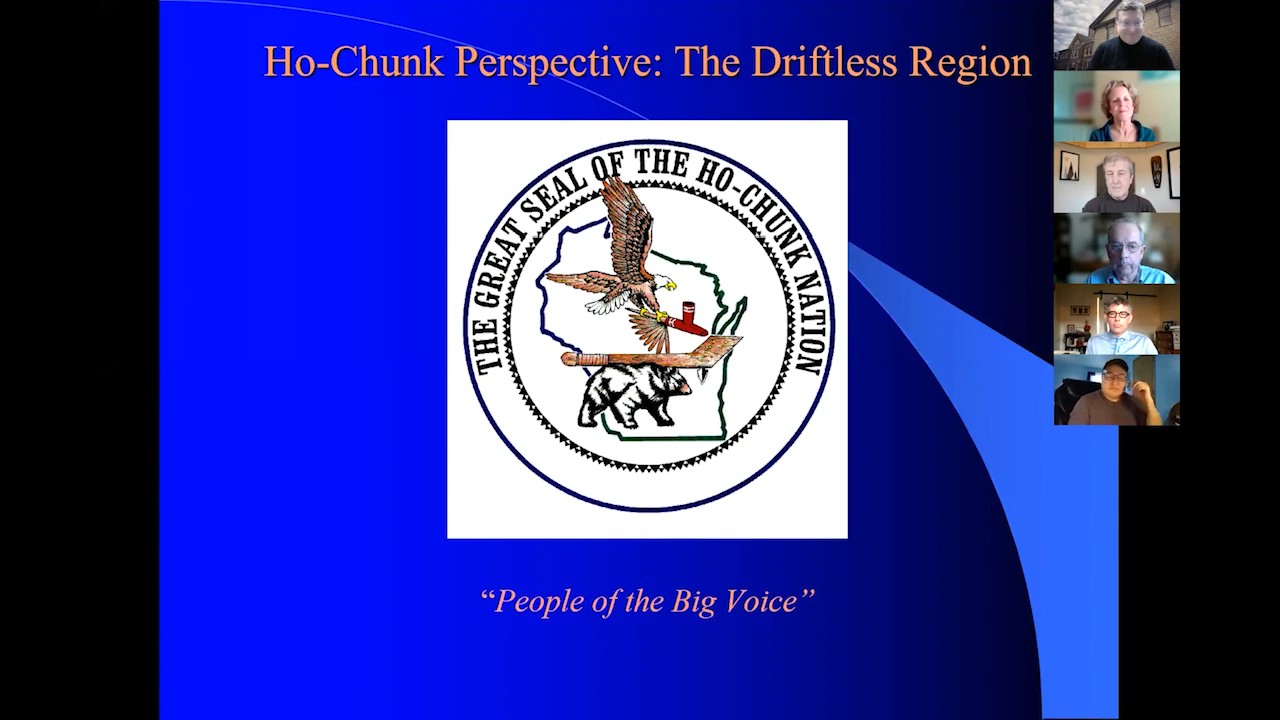 Ho-Chunk Perspective: The Driftless Region
THE GREAT SEAL OF THE HO-CHUNK NATION
“People of the Big Voice”